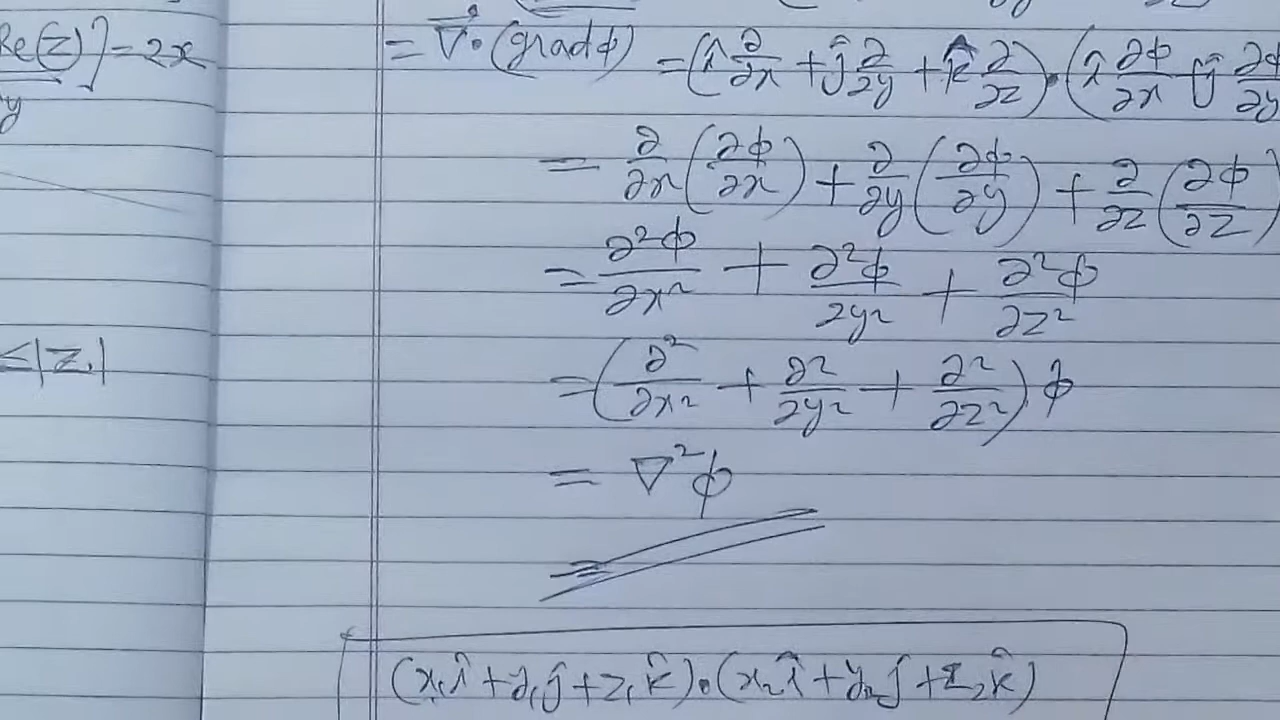 Re(z)] = 2x
y
≤|z₁|
= ∇⃗·(grad ϕ) = (î ∂/∂x + ĵ ∂/∂y + k̂ ∂/∂z)·(î ∂ϕ/∂x + ĵ ∂ϕ/∂y
= ∂/∂x (∂ϕ/∂x) + ∂/∂y (∂ϕ/∂y) + ∂/∂z (∂ϕ/∂z)
= ∂²ϕ/∂x² + ∂²ϕ/∂y² + ∂²ϕ/∂z²
= (∂²/∂x² + ∂²/∂y² + ∂²/∂z²) ϕ
= ∇²ϕ
(x₁î + y₁ĵ + z₁k̂)·(x₂î + y₂ĵ + z₂k̂)